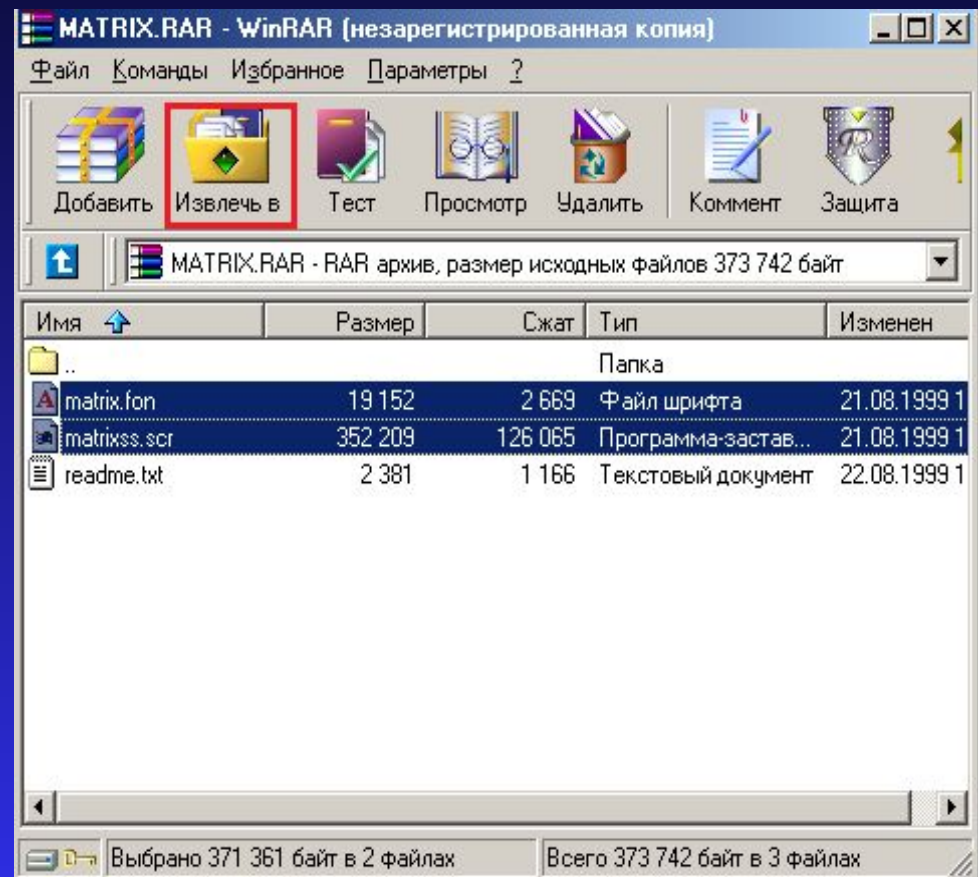 MATRIX.RAR - WinRAR (незарегистрированная копия)
Файл Команды Избранное Параметры ?
Добавить Извлечь в Тест Просмотр Удалить Коммент Защита
MATRIX.RAR - RAR архив, размер исходных файлов 373 742 байт
Имя Размер Сжат Тип Изменен
.. Папка
matrix.fon 19 152 2 669 Файл шрифта 21.08.1999 1
matrixss.scr 352 209 126 065 Программа-застав... 21.08.1999 1
readme.txt 2 381 1 166 Текстовый документ 22.08.1999 1
Выбрано 371 361 байт в 2 файлах Всего 373 742 байт в 3 файлах